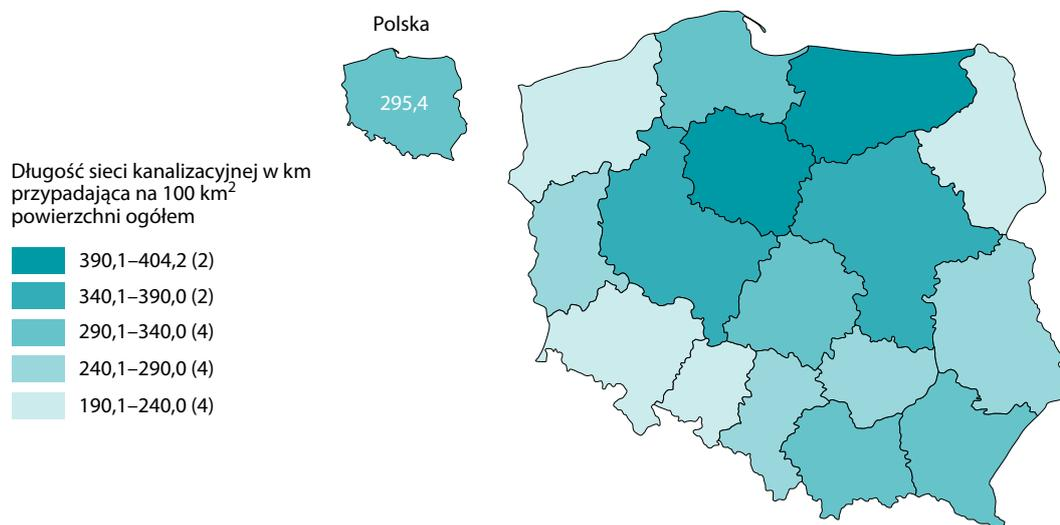 Polska
295,4
Długość sieci kanalizacyjnej w km
przypadająca na 100 km²
powierzchni ogółem
390,1–404,2 (2)
340,1–390,0 (2)
290,1–340,0 (4)
240,1–290,0 (4)
190,1–240,0 (4)